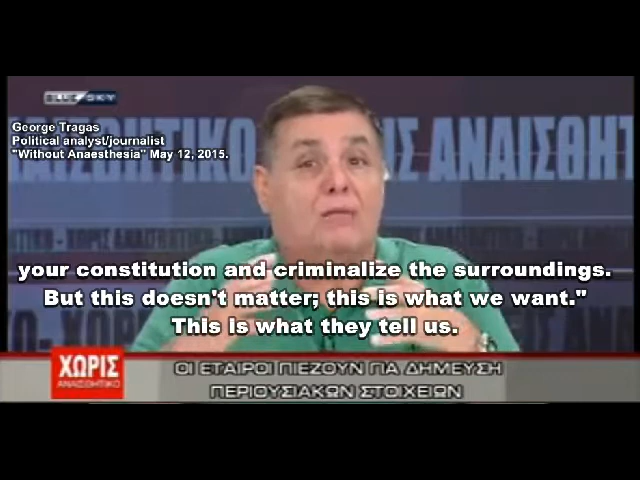 BLUE SKY
George Tragas
Political analyst/journalist
"Without Anaesthesia" May 12, 2015.
ΑΝΑΙΣΘΗΤΙΚΟ
ΙΣ ΑΝΑΙΣΘΗΤ
your constitution and criminalize the surroundings.
But this doesn't matter; this is what we want."
This is what they tell us.
ΧΩΡΙΣ
ΑΝΑΙΣΘΗΤΙΚΟ
ΟΙ ΕΤΑΙΡΟΙ ΠΙΕΖΟΥΝ ΓΙΑ ΔΗΜΕΥΣΗ
ΠΕΡΙΟΥΣΙΑΚΩΝ ΣΤΟΙΧΕΙΩΝ